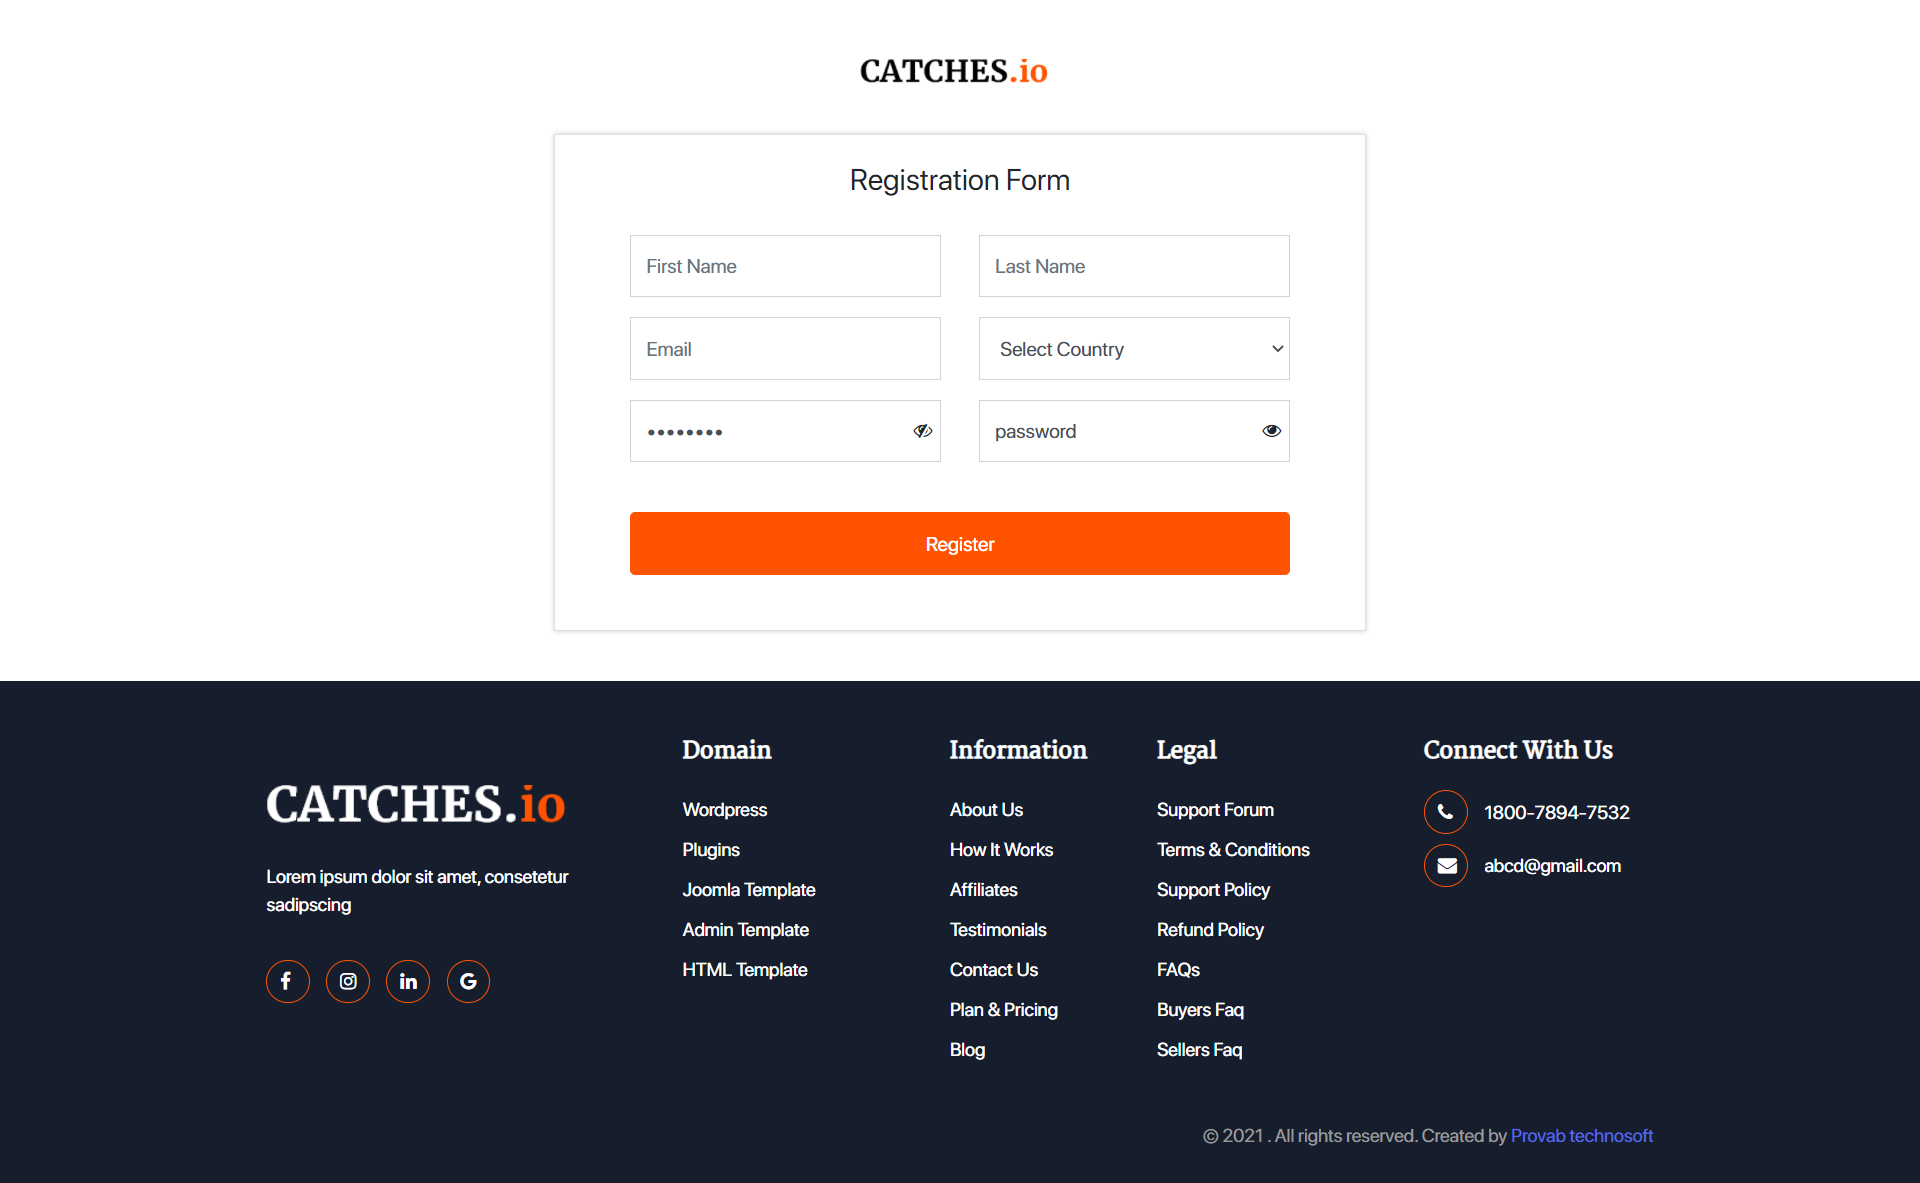 CATCHES.io
Registration Form
First Name
Last Name
Email
Select Country
••••••••
password
Register
CATCHES.io
Lorem ipsum dolor sit amet, consetetur
sadipscing
Domain
Wordpress
Plugins
Joomla Template
Admin Template
HTML Template
Information
About Us
How It Works
Affiliates
Testimonials
Contact Us
Plan & Pricing
Blog
Legal
Support Forum
Terms & Conditions
Support Policy
Refund Policy
FAQs
Buyers Faq
Sellers Faq
Connect With Us
1800-7894-7532
abcd@gmail.com
© 2021 . All rights reserved. Created by Provab technosoft